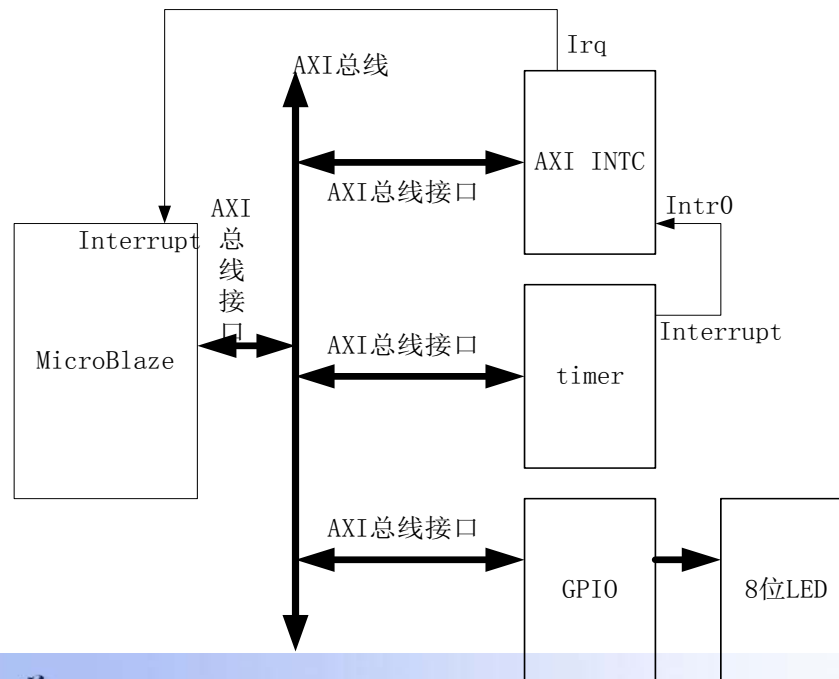 Irq
AXI总线
AXI INTC
AXI总线接口
Intr0
AXI
总
线
接
口
Interrupt
MicroBlaze
AXI总线接口
timer
Interrupt
AXI总线接口
GPIO
8位LED